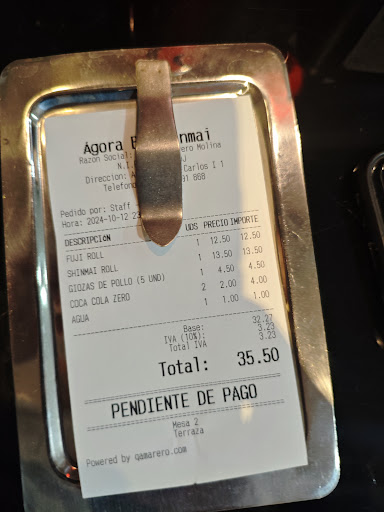 Agora nmai
Razon Social: ero Molina
N.I.
Direccion: Carlos I 1
Telefono 91 868
Pedido por: Staff
Hora: 2024-10-12 23
DESCRIPCION UDS PRECIO IMPORTE
FUJI ROLL 1 12.50 12.50
SHINMAI ROLL 1 13.50 13.50
GIOZAS DE POLLO (5 UND) 1 4.50 4.50
COCA COLA ZERO 2 2.00 4.00
AGUA 1 1.00 1.00
Base: 32.27
IVA (10%): 3.23
Total IVA 3.23
Total: 35.50
PENDIENTE DE PAGO
Mesa 2
Terraza
Powered by qamarero.com